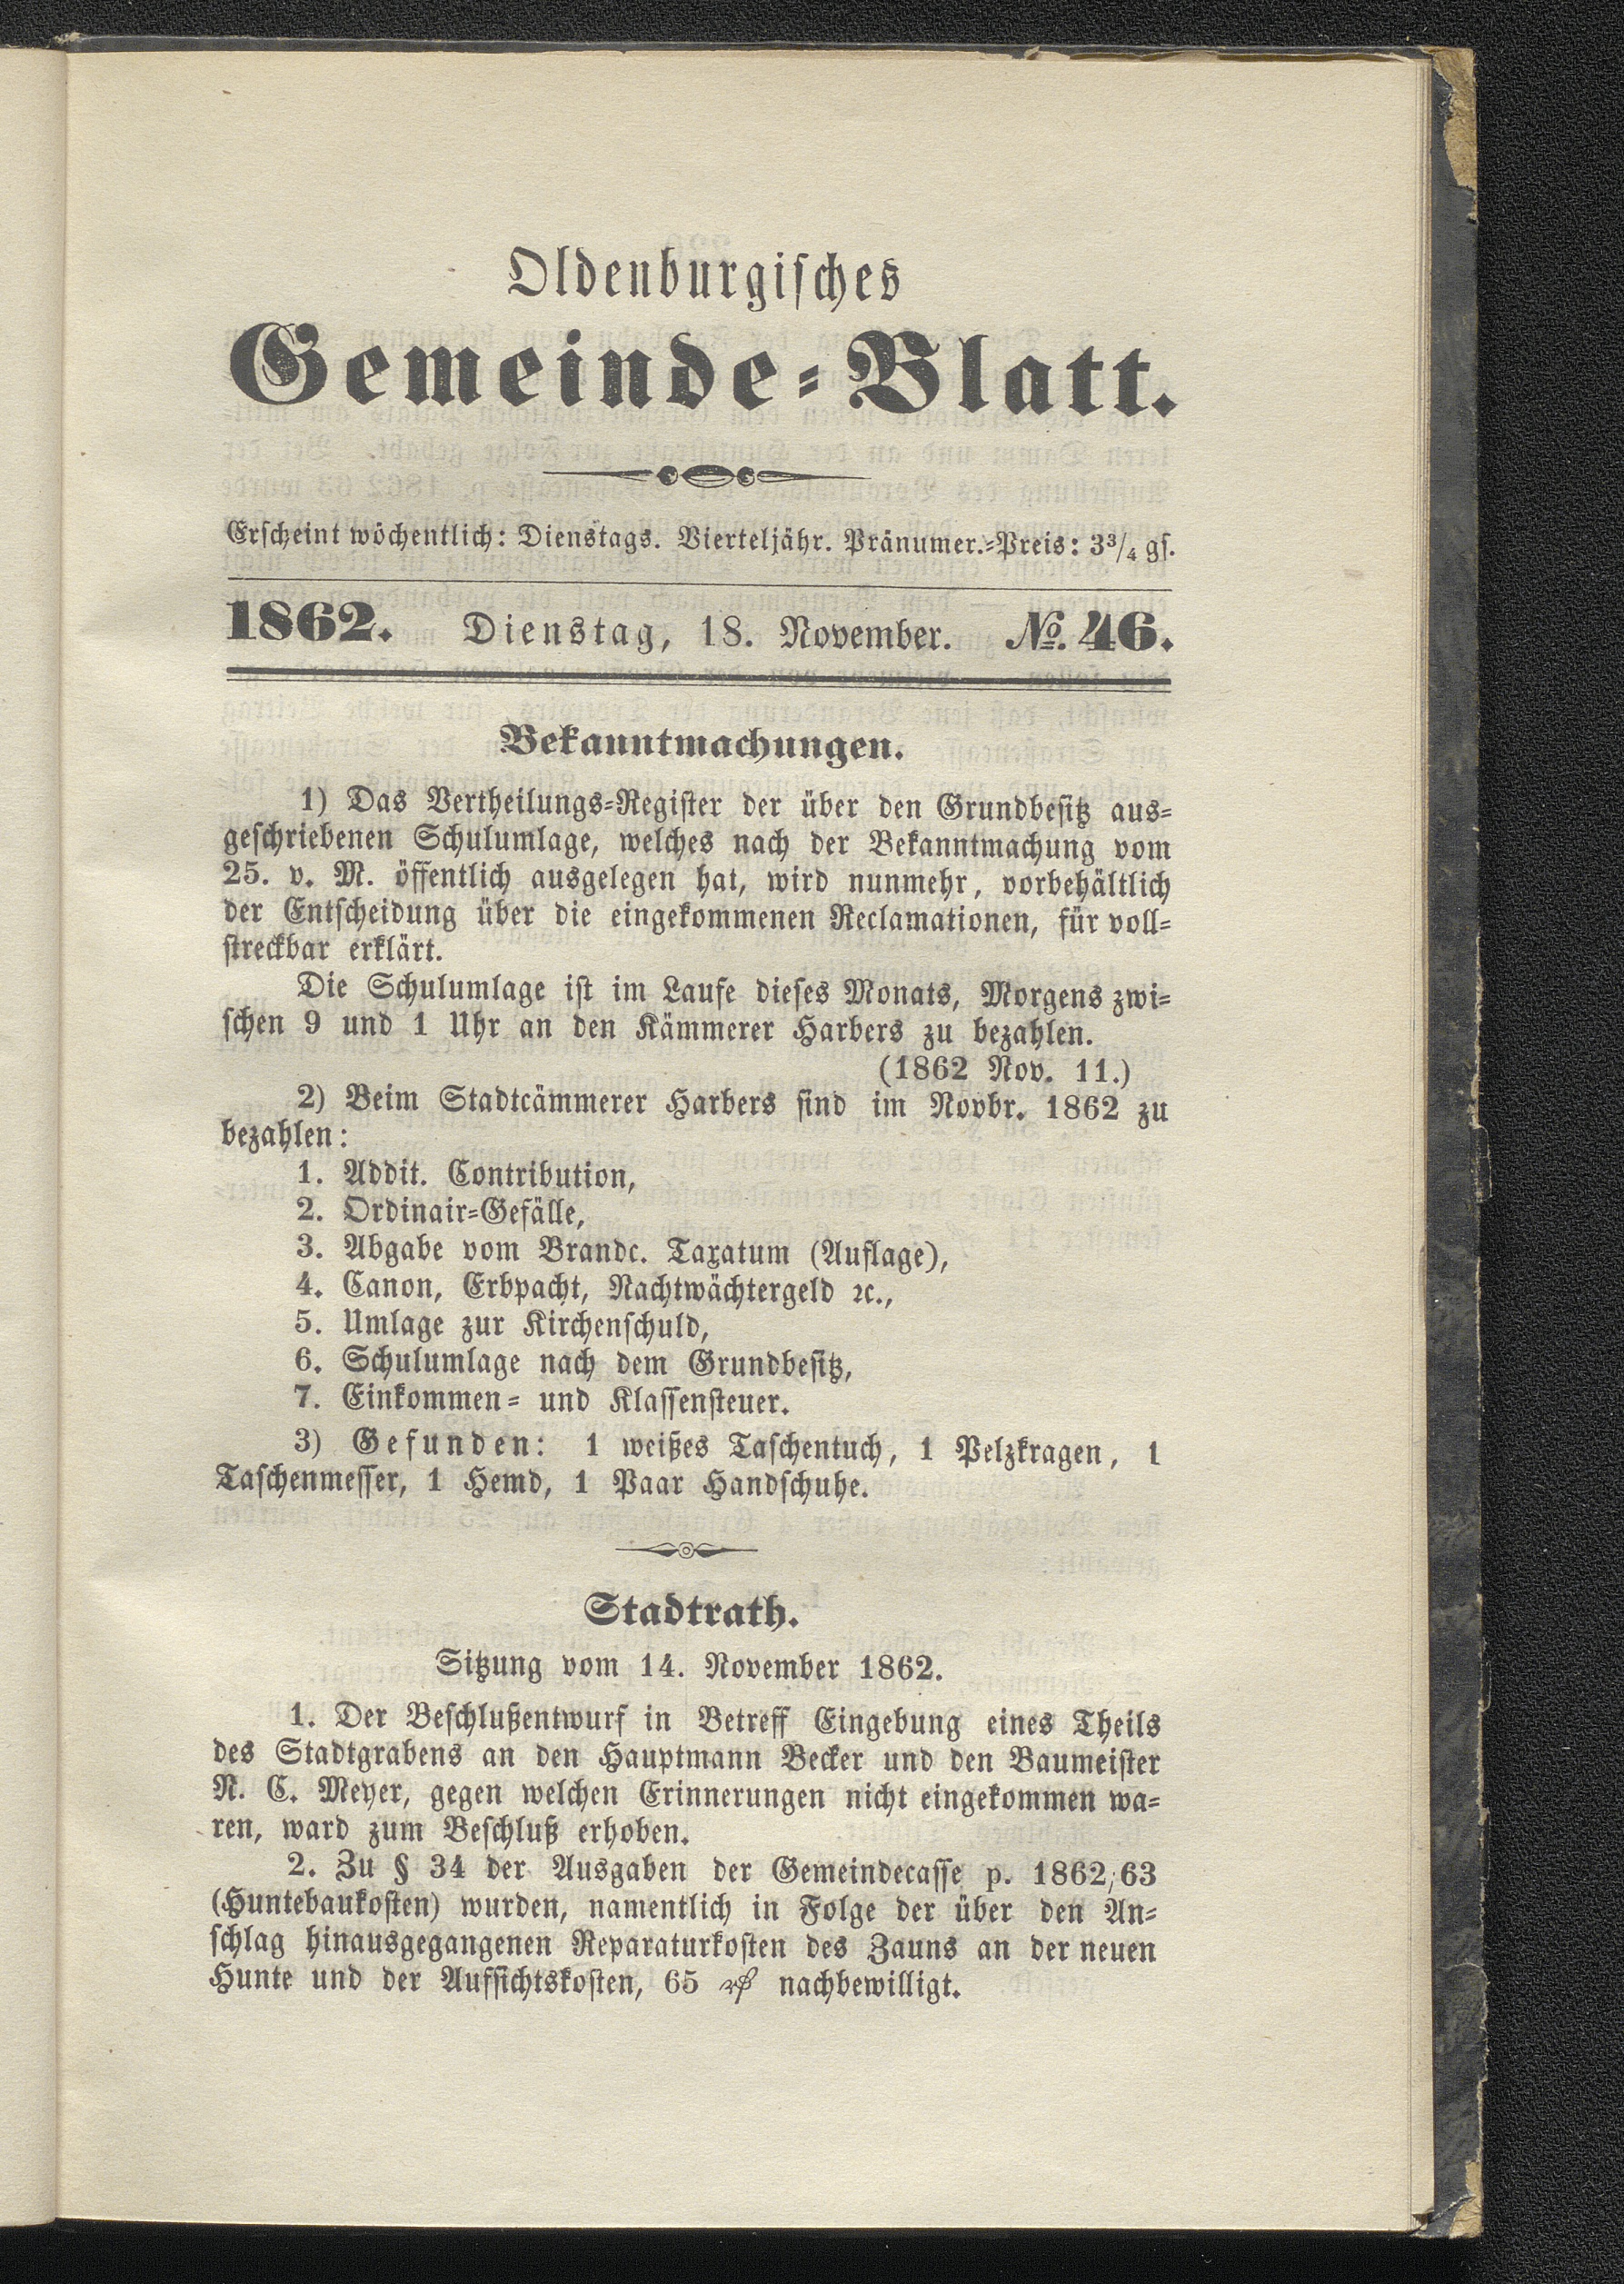 Oldenburgisches
Gemeinde-Blatt.
Erscheint wöchentlich: Dienstags. Vierteljähr. Pränumer.-Preis: 3³/₄ gs.
1862. Dienstag, 18. November. №. 46.
Bekanntmachungen.
1) Das Vertheilungs-Register der über den Grundbesitz aus-
geschriebenen Schulumlage, welches nach der Bekanntmachung vom
25. v. M. öffentlich ausgelegen hat, wird nunmehr, vorbehältlich
der Entscheidung über die eingekommenen Reclamationen, für voll-
streckbar erklärt.
Die Schulumlage ist im Laufe dieses Monats, Morgens zwi-
schen 9 und 1 Uhr an den Kämmerer Harbers zu bezahlen.
(1862 Nov. 11.)
2) Beim Stadtcämmerer Harbers sind im Novbr. 1862 zu
bezahlen:
1. Addit. Contribution,
2. Ordinair-Gefälle,
3. Abgabe vom Brandc. Taxatum (Auflage),
4. Canon, Erbpacht, Nachtwächtergeld ꝛc.,
5. Umlage zur Kirchenschuld,
6. Schulumlage nach dem Grundbesitz,
7. Einkommen- und Klassensteuer.
3) Gefunden: 1 weißes Taschentuch, 1 Pelzkragen, 1
Taschenmesser, 1 Hemd, 1 Paar Handschuhe.
Stadtrath.
Sitzung vom 14. November 1862.
1. Der Beschlußentwurf in Betreff Eingebung eines Theils
des Stadtgrabens an den Hauptmann Becker und den Baumeister
N. C. Meyer, gegen welchen Erinnerungen nicht eingekommen wa-
ren, ward zum Beschluß erhoben.
2. Zu § 34 der Ausgaben der Gemeindecasse p. 1862/63
(Huntebaukosten) wurden, namentlich in Folge der über den An-
schlag hinausgegangenen Reparaturkosten des Zauns an der neuen
Hunte und der Aufsichtskosten, 65 ₰ nachbewilligt.